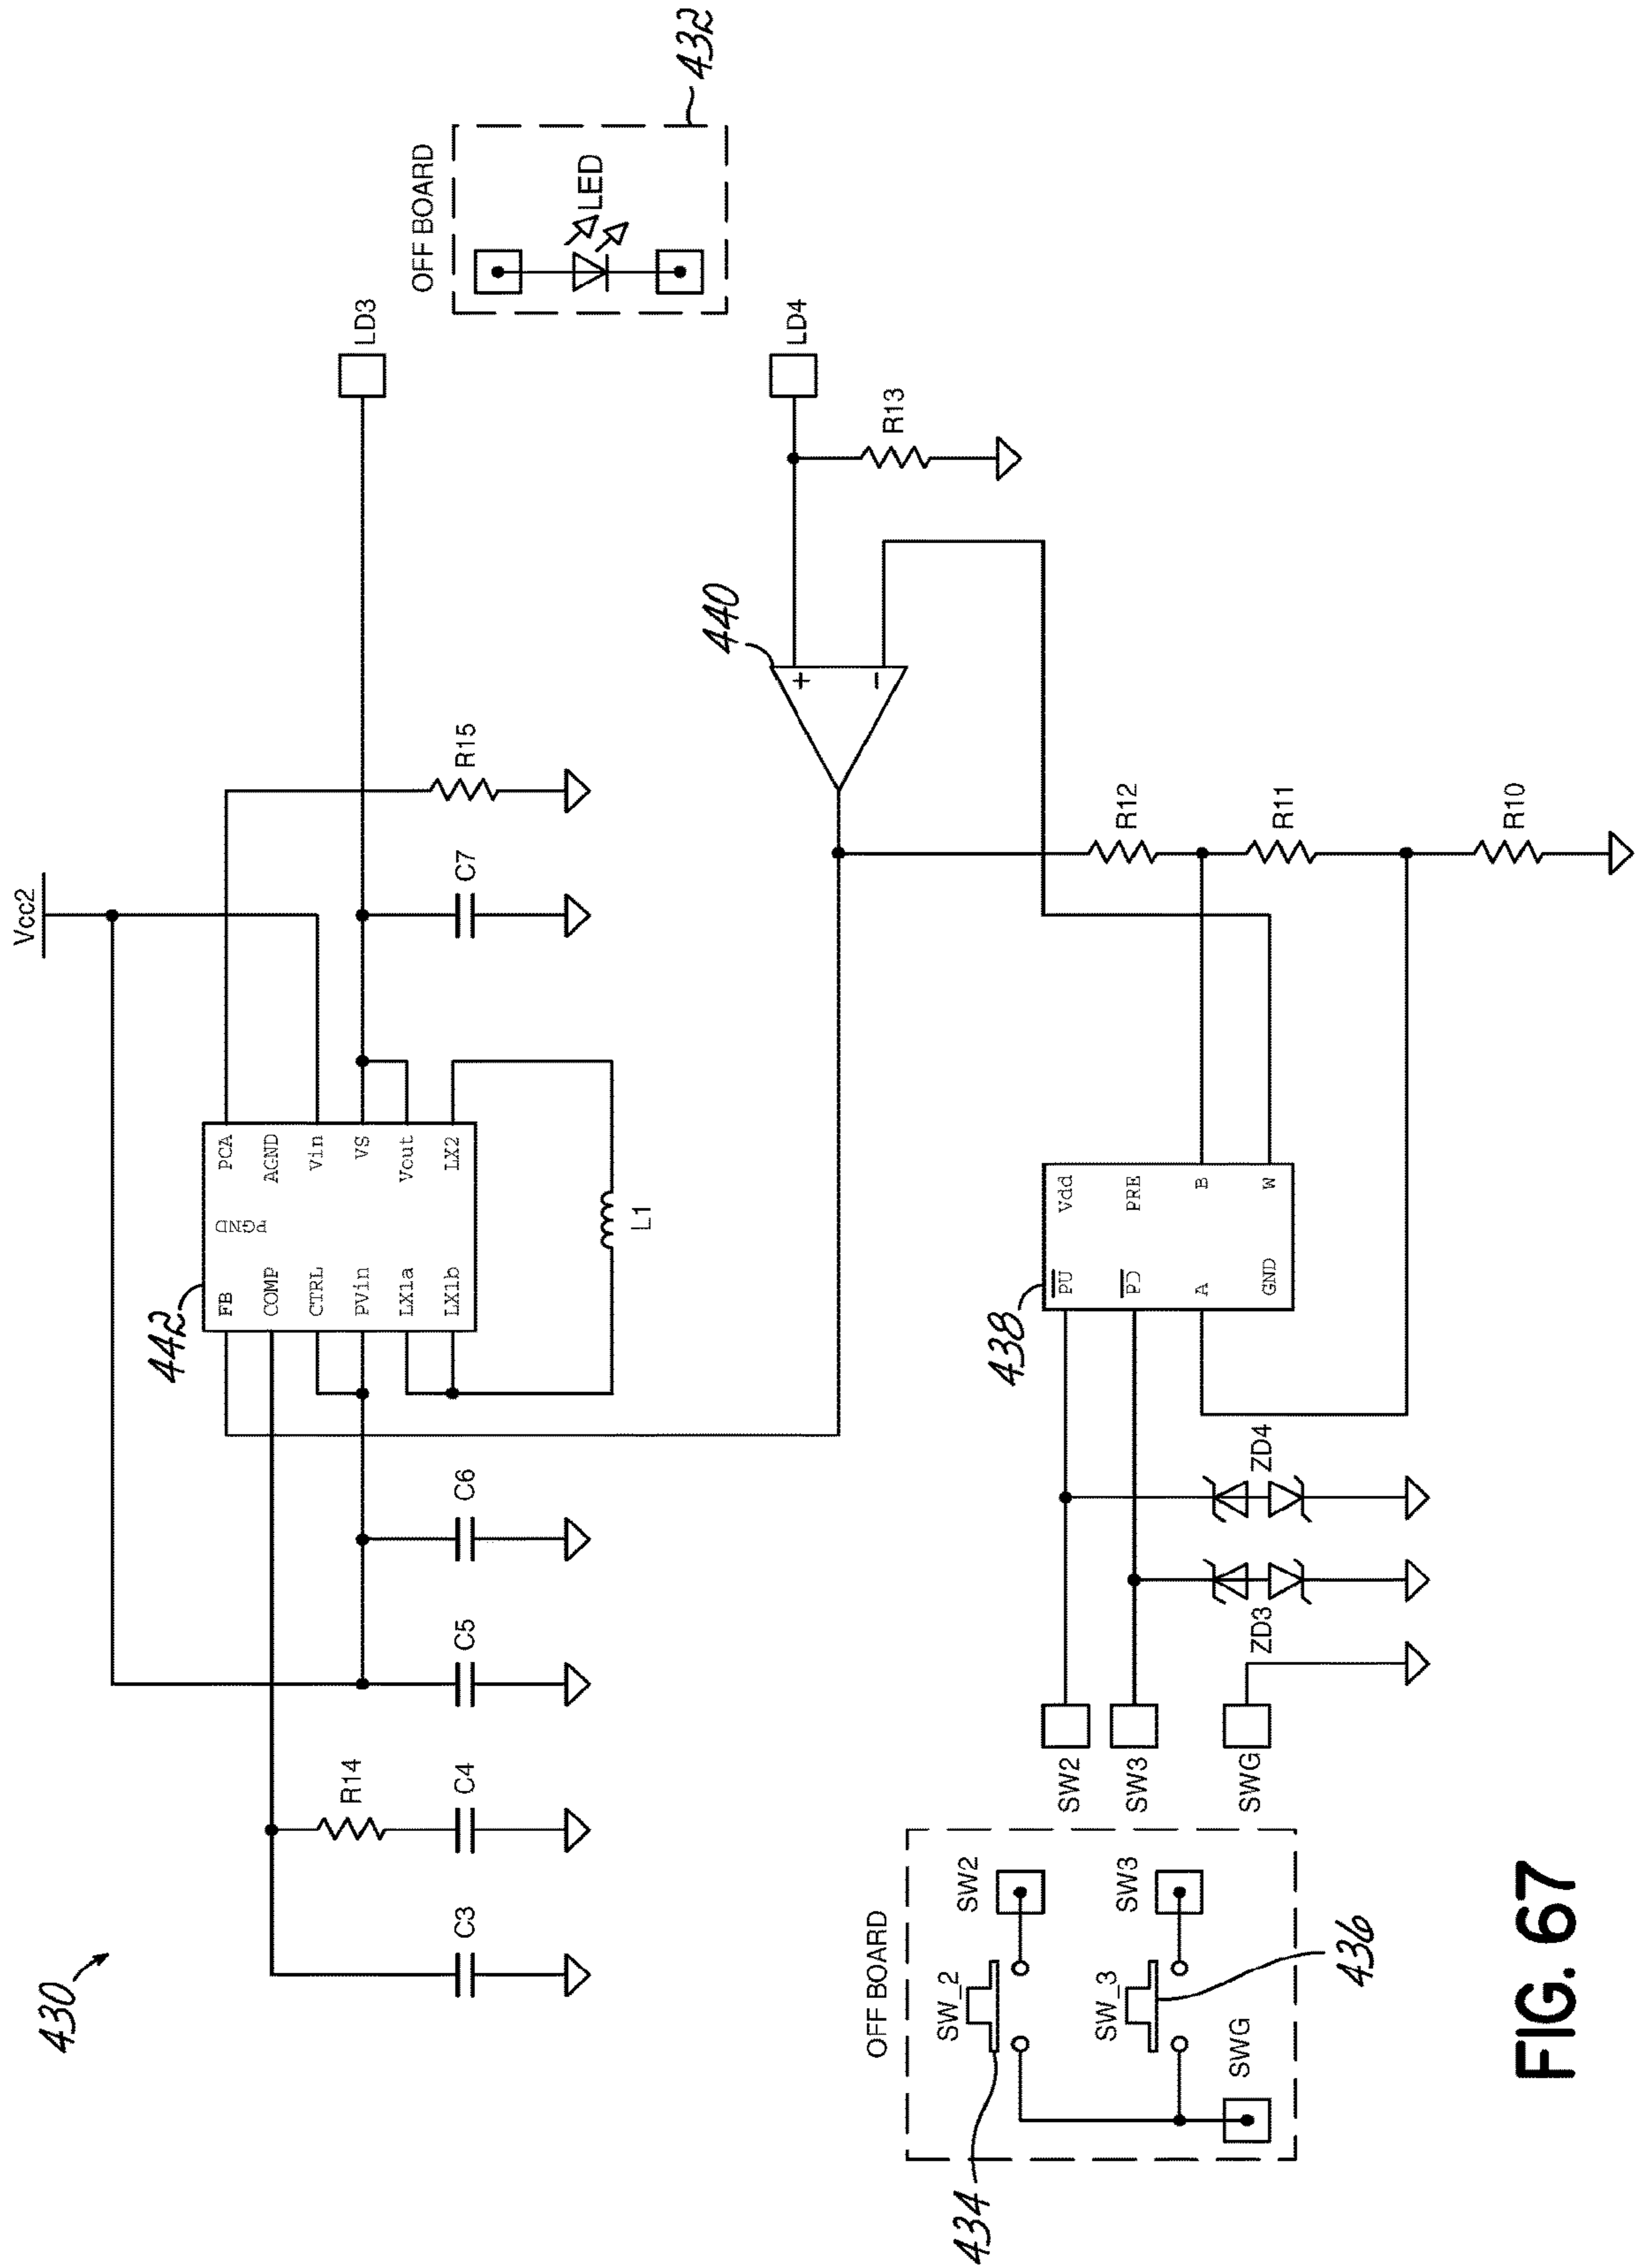 430
Vcc2
442
FB
PCA
COMP
AGND
PGND
CTRL
Vin
PVin
VS
LX1a
Vout
LX1b
LX2
L1
C3
R14
C4
C5
C6
C7
R15
LD3
OFF BOARD
LED
432
440
+
-
LD4
R13
OFF BOARD
SW_2
SW2
SW_3
SW3
SWG
434
436
SW2
SW3
SWG
ZD3
ZD4
438
PU
Vdd
PD
PRE
A
B
GND
W
R12
R11
R10
FIG. 67